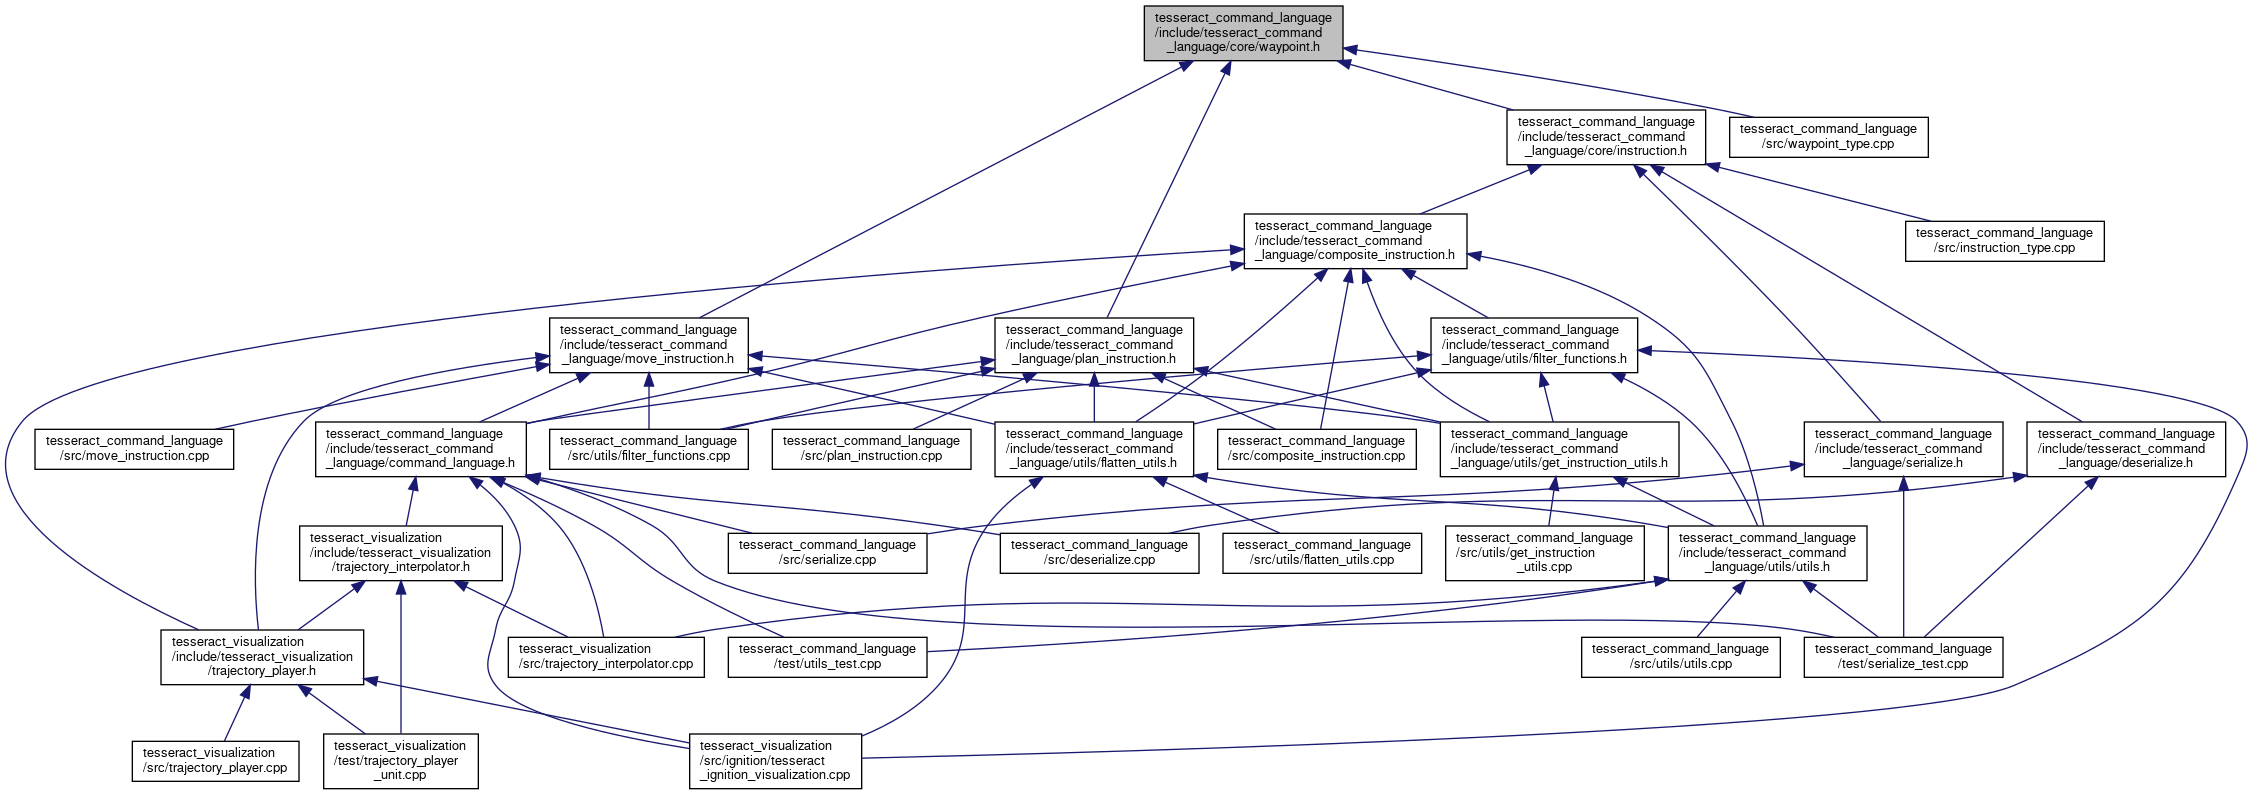 tesseract_command_language
/include/tesseract_command
_language/core/waypoint.h
tesseract_command_language
/include/tesseract_command
_language/core/instruction.h
tesseract_command_language
/src/waypoint_type.cpp
tesseract_command_language
/include/tesseract_command
_language/composite_instruction.h
tesseract_command_language
/src/instruction_type.cpp
tesseract_command_language
/include/tesseract_command
_language/move_instruction.h
tesseract_command_language
/include/tesseract_command
_language/plan_instruction.h
tesseract_command_language
/include/tesseract_command
_language/utils/filter_functions.h
tesseract_command_language
/src/move_instruction.cpp
tesseract_command_language
/include/tesseract_command
_language/command_language.h
tesseract_command_language
/src/utils/filter_functions.cpp
tesseract_command_language
/src/plan_instruction.cpp
tesseract_command_language
/include/tesseract_command
_language/utils/flatten_utils.h
tesseract_command_language
/src/composite_instruction.cpp
tesseract_command_language
/include/tesseract_command
_language/utils/get_instruction_utils.h
tesseract_command_language
/include/tesseract_command
_language/serialize.h
tesseract_command_language
/include/tesseract_command
_language/deserialize.h
tesseract_visualization
/include/tesseract_visualization
/trajectory_interpolator.h
tesseract_command_language
/src/serialize.cpp
tesseract_command_language
/src/deserialize.cpp
tesseract_command_language
/src/utils/flatten_utils.cpp
tesseract_command_language
/src/utils/get_instruction
_utils.cpp
tesseract_command_language
/include/tesseract_command
_language/utils/utils.h
tesseract_visualization
/include/tesseract_visualization
/trajectory_player.h
tesseract_visualization
/src/trajectory_interpolator.cpp
tesseract_command_language
/test/utils_test.cpp
tesseract_command_language
/src/utils/utils.cpp
tesseract_command_language
/test/serialize_test.cpp
tesseract_visualization
/src/trajectory_player.cpp
tesseract_visualization
/test/trajectory_player
_unit.cpp
tesseract_visualization
/src/ignition/tesseract
_ignition_visualization.cpp